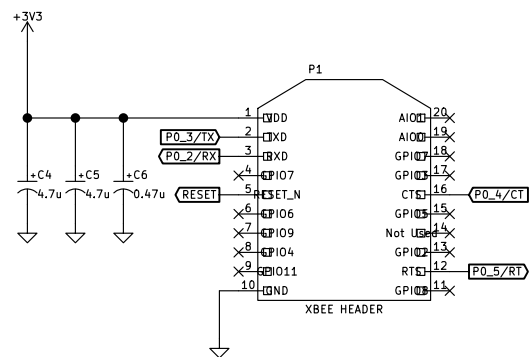 +3V3
P1
1 VDD AIO1 20
P0_3/TX 2 TXD AIO0 19
P0_2/RX 3 RXD GPIO7 18
4 GPIO7 GPIO3 17
+C4 +C5 +C6 RESET 5 RESET_N CTS 16 P0_4/CT
4.7u 4.7u 0.47u
6 GPIO6 GPIO5 15
7 GPIO9 Not Used 14
8 GPIO4 GPIO2 13
9 GPIO11 RTS 12 P0_5/RT
10 GND GPIO8 11
XBEE HEADER